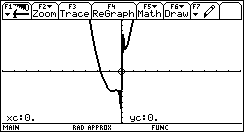 F1 F2 F3 F4 F5 F6 F7
Zoom Trace ReGraph Math Draw
xc:0. yc:0.
MAIN RAD APPROX FUNC